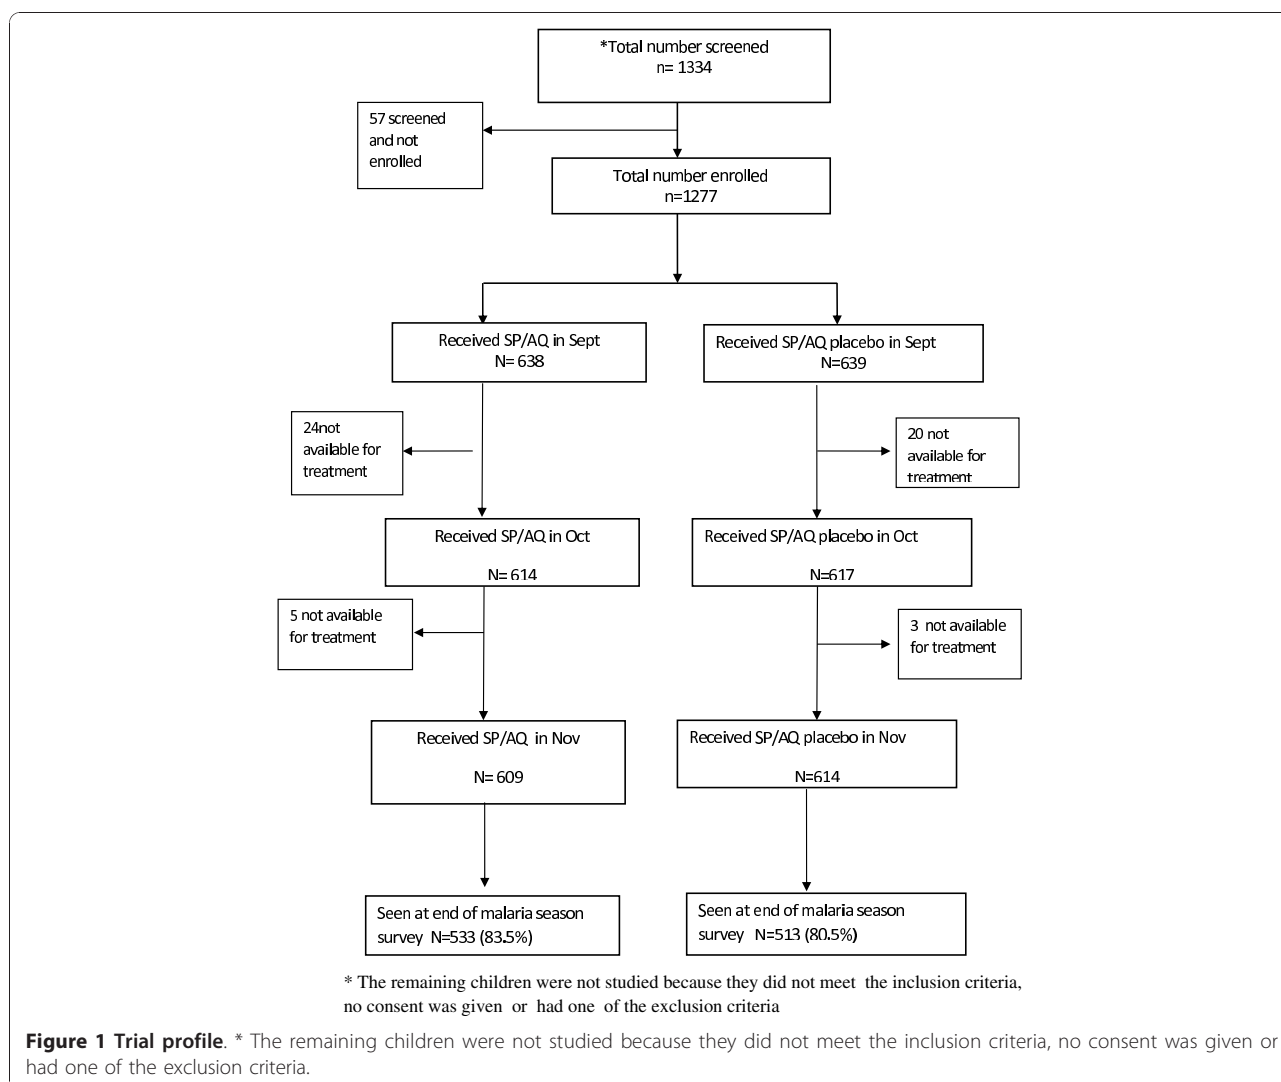 *Total number screened
n= 1334
57 screened
and not
enrolled
Total number enrolled
n=1277
Received SP/AQ in Sept
N= 638
Received SP/AQ placebo in Sept
N=639
24not
available for
treatment
20 not
available for
treatment
Received SP/AQ in Oct
N= 614
Received SP/AQ placebo in Oct
N=617
5 not available
for treatment
3 not available
for treatment
Received SP/AQ in Nov
N= 609
Received SP/AQ placebo in Nov
N=614
Seen at end of malaria season
survey N=533 (83.5%)
Seen at end of malaria season
survey N=513 (80.5%)
* The remaining children were not studied because they did not meet the inclusion criteria,
no consent was given or had one of the exclusion criteria
Figure 1 Trial profile. * The remaining children were not studied because they did not meet the inclusion criteria, no consent was given or
had one of the exclusion criteria.